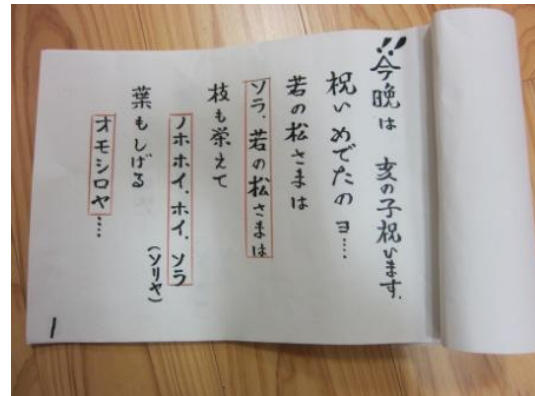 !!今晩は 亥の子祝います.
祝い めでたの ヨ….
若の松さまは
ソラ.若の松さまは
枝も栄えて
ノホホイ.ホイ.ソラ
(ソリヤ)
葉もしげる
オモシロヤ….
1